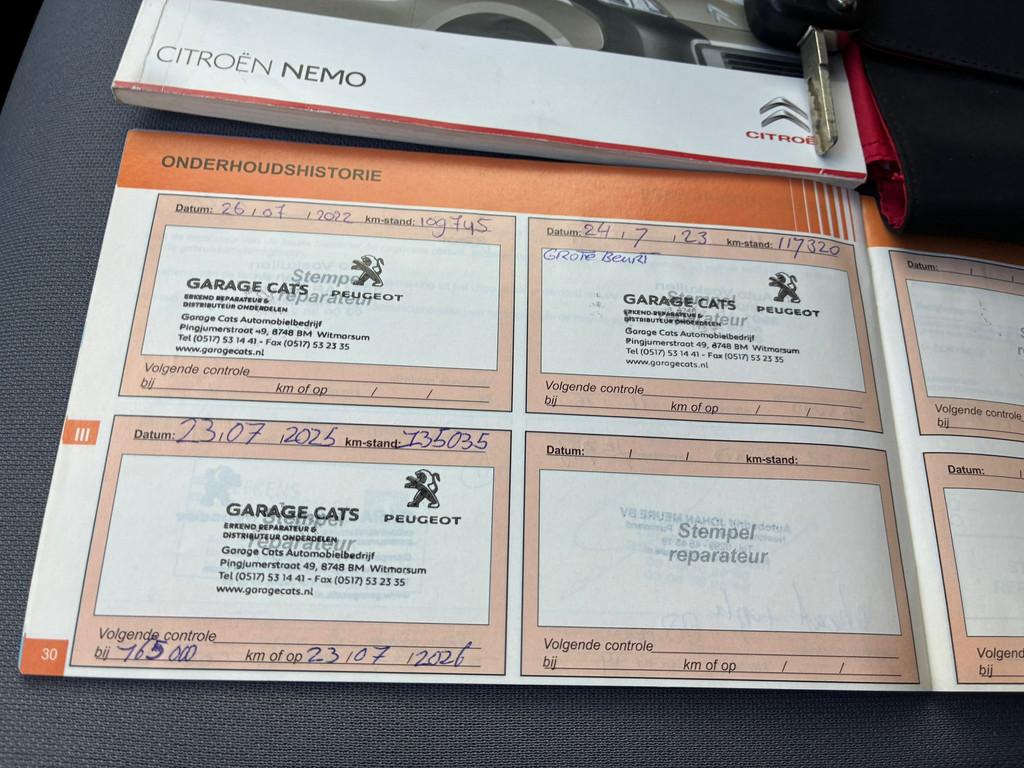 CITROËN NEMO
CITROË
ONDERHOUDSHISTORIE
Datum: 26 / 07 / 2022 km-stand: 109745
Stempel
reparateur
GARAGE CATS
PEUGEOT
ERKEND REPARATEUR &
DISTRIBUTEUR ONDERDELEN
Garage Cats Automobielbedrijf
Pingjumerstraat 49, 8748 BM Witmarsum
Tel (0517) 53 14 41 - Fax (0517) 53 23 35
www.garagecats.nl
Volgende controle
bij km of op / /
Datum: 24 / 7 / 23 km-stand: 117320
GROTE BEURT
GARAGE CATS
PEUGEOT
ERKEND REPARATEUR &
DISTRIBUTEUR ONDERDELEN
reparateur
Garage Cats Automobielbedrijf
Pingjumerstraat 49, 8748 BM Witmarsum
Tel (0517) 53 14 41 - Fax (0517) 53 23 35
www.garagecats.nl
Volgende controle
bij km of op / /
Datum: / /
Volgende controle
bij
III
Datum: 23,07 / 2025 km-stand: 135035
GARAGE CATS
PEUGEOT
ERKEND REPARATEUR &
DISTRIBUTEUR ONDERDELEN
Stempel
reparateur
Garage Cats Automobielbedrijf
Pingjumerstraat 49, 8748 BM Witmarsum
Tel (0517) 53 14 41 - Fax (0517) 53 23 35
www.garagecats.nl
Volgende controle
bij 165000 km of op 23 / 07 / 2026
Datum: / / km-stand:
Stempel
reparateur
Volgende controle
bij km of op / /
Datum: /
Volgend
bij
30